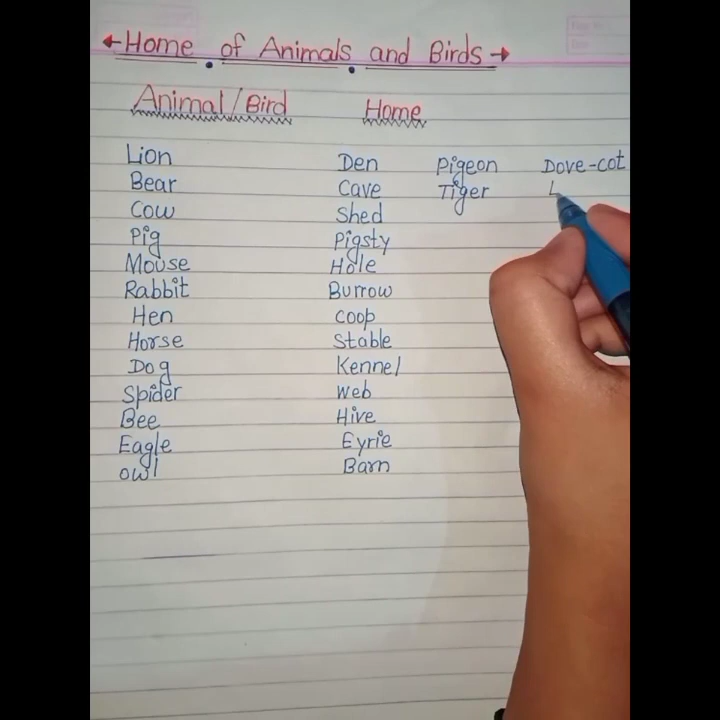 Home of Animals and Birds
Animal/Bird Home
Lion Den Pigeon Dove-cot
Bear Cave Tiger L
Cow Shed
Pig Pigsty
Mouse Hole
Rabbit Burrow
Hen coop
Horse Stable
Dog Kennel
Spider Web
Bee Hive
Eagle Eyrie
owl Barn